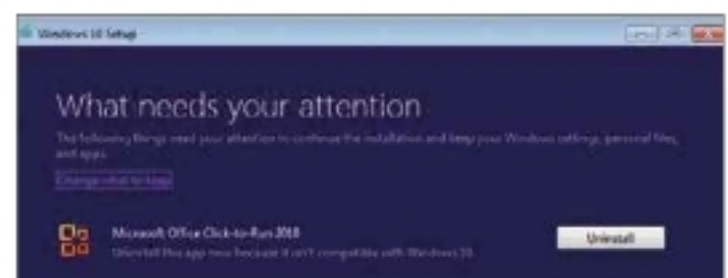 Windows 10 Setup
What needs your attention
The following things need your attention to continue the installation and keep your Windows settings, personal files,
and apps.
Change what to keep
Microsoft Office Click-to-Run 2010
Uninstall
Uninstall this app now because it isn't compatible with Windows 10.